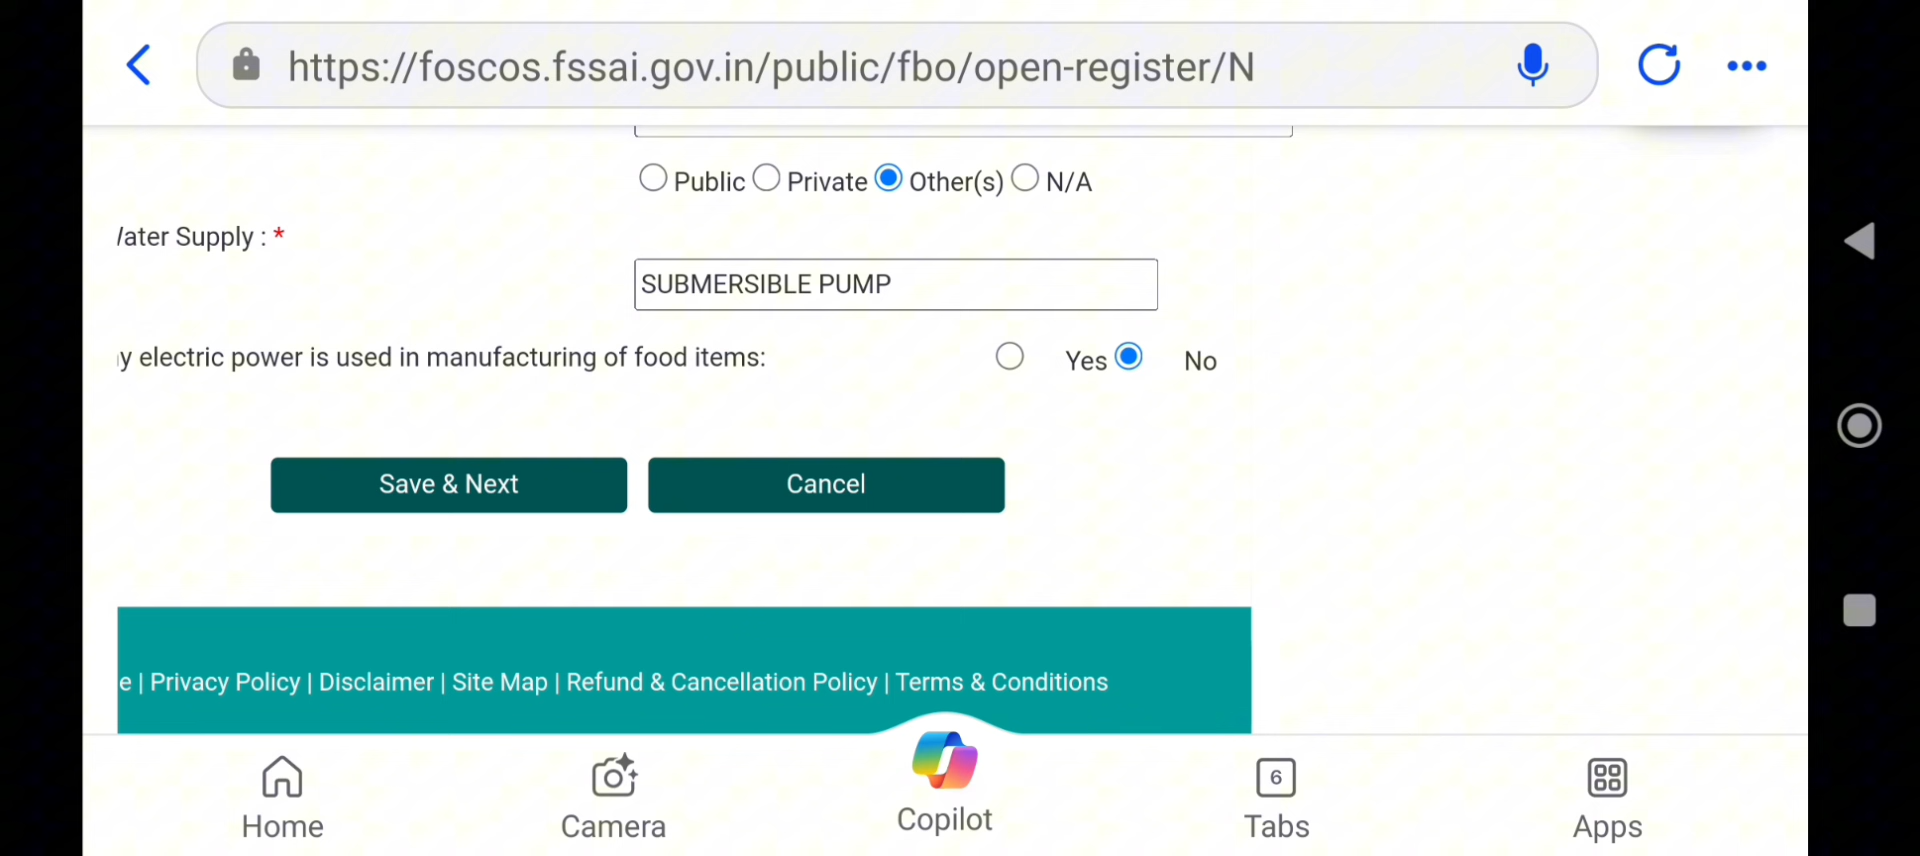 https://foscos.fssai.gov.in/public/fbo/open-register/N
Public Private Other(s) N/A
ater Supply : *
SUBMERSIBLE PUMP
y electric power is used in manufacturing of food items: Yes No
Save & Next Cancel
e | Privacy Policy | Disclaimer | Site Map | Refund & Cancellation Policy | Terms & Conditions
6
Home Camera Copilot Tabs Apps